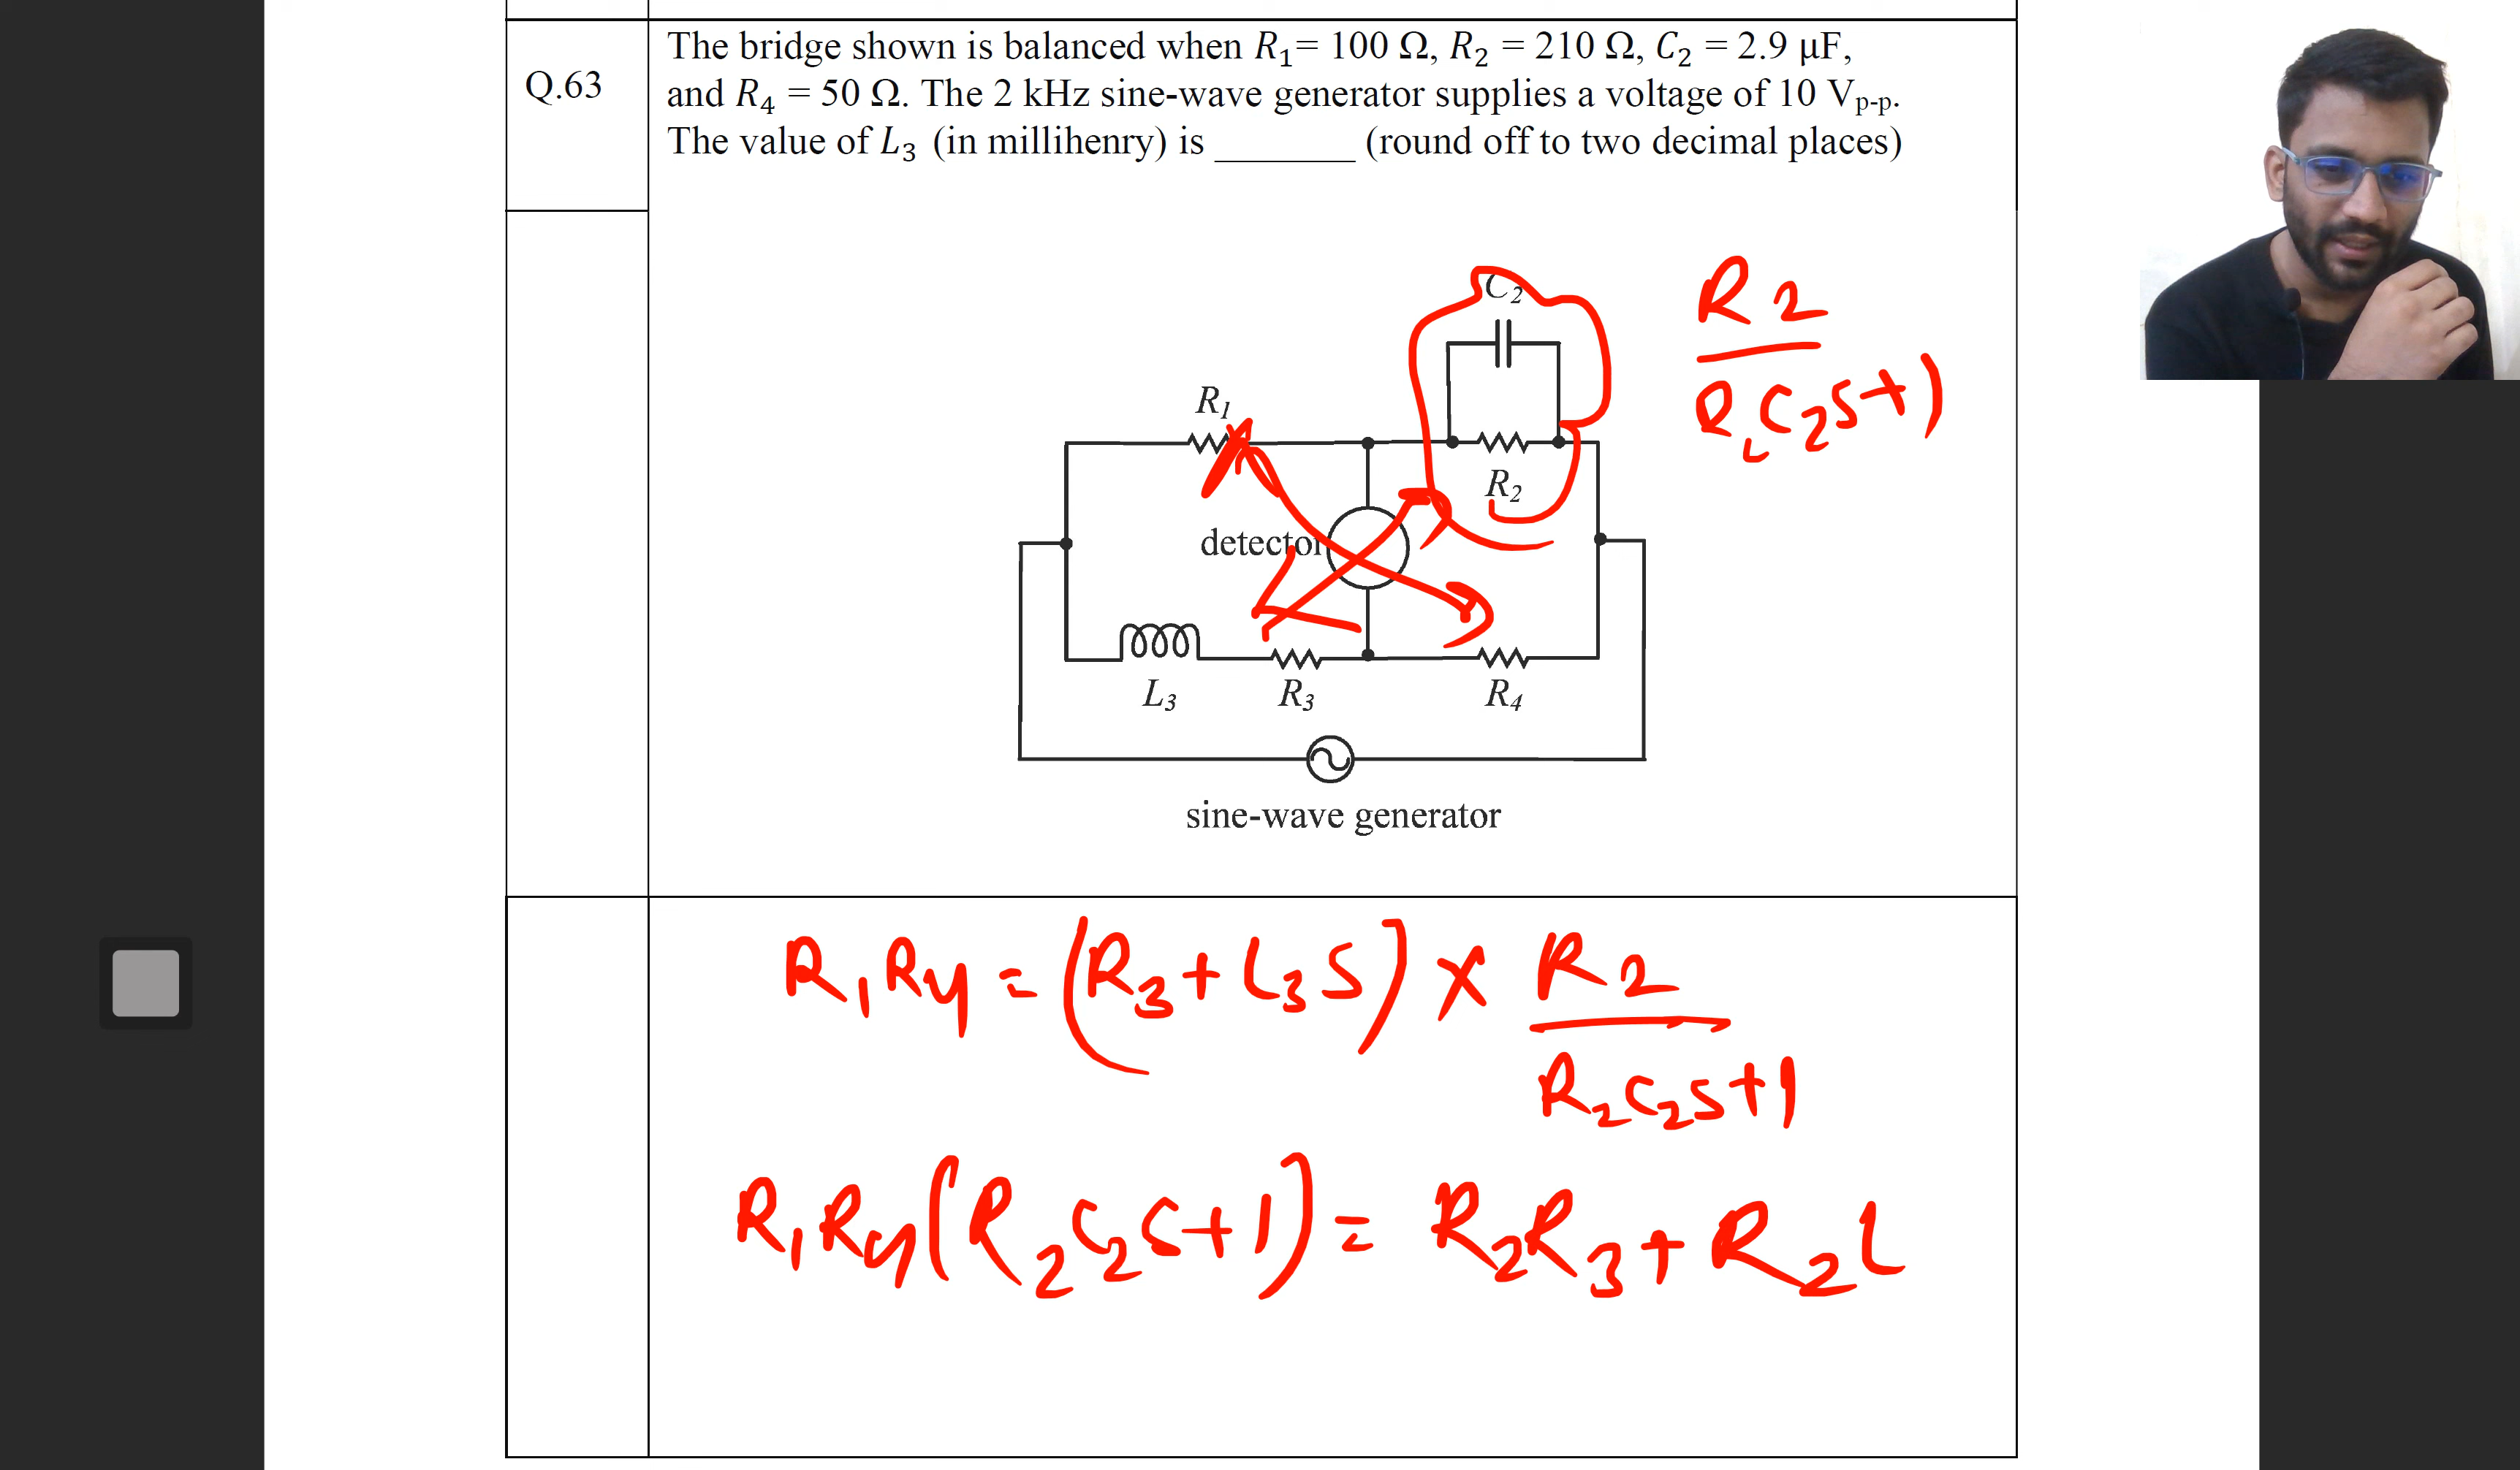 Q.63
The bridge shown is balanced when R₁= 100 Ω, R₂ = 210 Ω, C₂ = 2.9 μF,
and R₄ = 50 Ω. The 2 kHz sine-wave generator supplies a voltage of 10 Vp-p.
The value of L₃ (in millihenry) is ________ (round off to two decimal places)
C₂
R₁
R₂
detector
L₃
R₃
R₄
sine-wave generator
R₂
R₂C₂S+1
R₁R₄ = (R₃+L₃S) × R₂
R₂C₂S+1
R₁R₄(R₂C₂S+1) = R₂R₃+R₂L